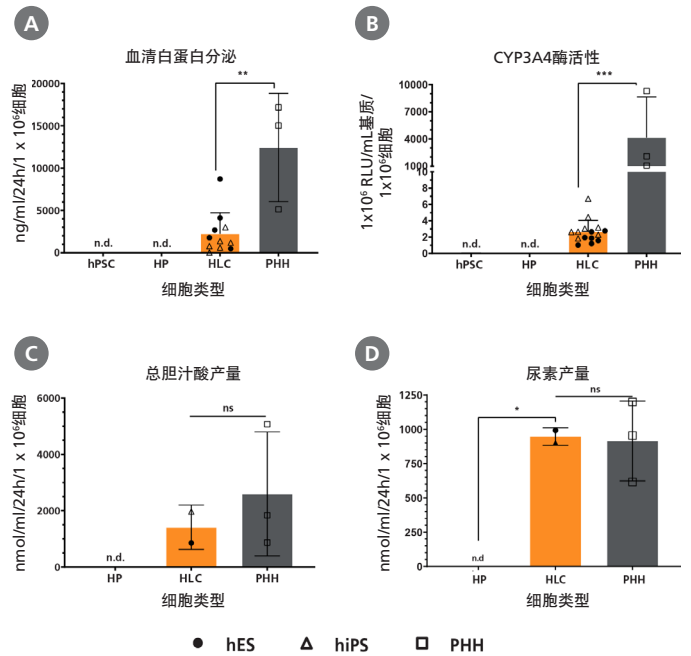 A
血清白蛋白分泌
ng/ml/24h/1 x 10⁶细胞
20000
15000
10000
5000
0
**
n.d.
n.d.
hPSC
HP
HLC
PHH
细胞类型
B
CYP3A4酶活性
1x10⁶ RLU/mL基质/
1x10⁶细胞
10000
7000
4000
1000
10
8
6
4
2
0
***
n.d.
n.d.
hPSC
HP
HLC
PHH
细胞类型
C
总胆汁酸产量
nmol/ml/24h/1 x 10⁶细胞
6000
4000
2000
0
ns
n.d.
HP
HLC
PHH
细胞类型
D
尿素产量
nmol/ml/24h/1 x 10⁶细胞
1250
1000
750
500
250
0
ns
*
n.d
HP
HLC
PHH
细胞类型
hES
hiPS
PHH